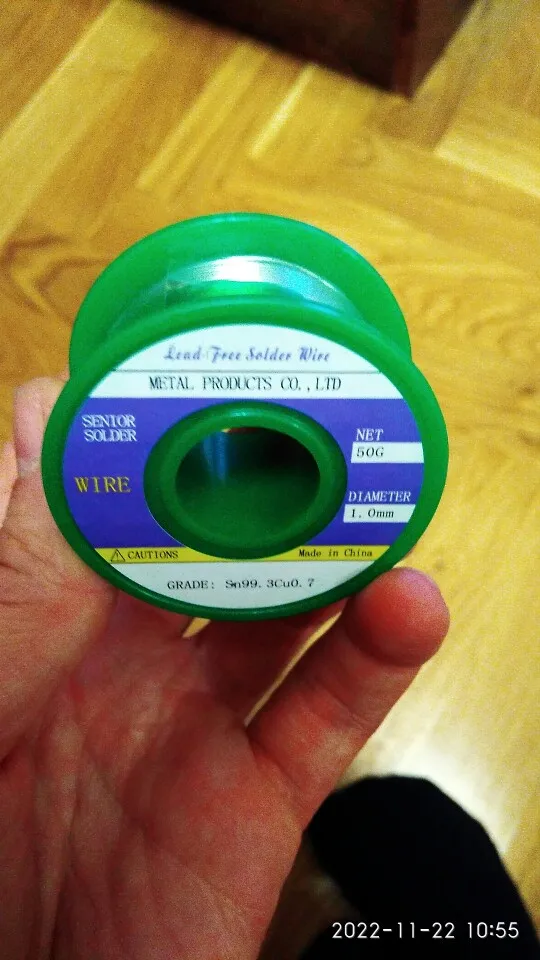 Lead-Free Solder Wire
METAL PRODUCTS CO.,LTD
SENIOR
SOLDER
WIRE
NET
50G
DIAMETER
1.0mm
CAUTIONS
Made in China
GRADE: Sn99.3Cu0.7
2022-11-22 10:55